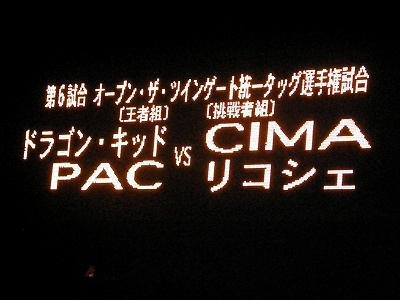 第6試合 オープン・ザ・ツインゲート統一タッグ選手権試合
〔王者組〕 〔挑戦者組〕
ドラゴン・キッド vs CIMA
PAC リコシェ